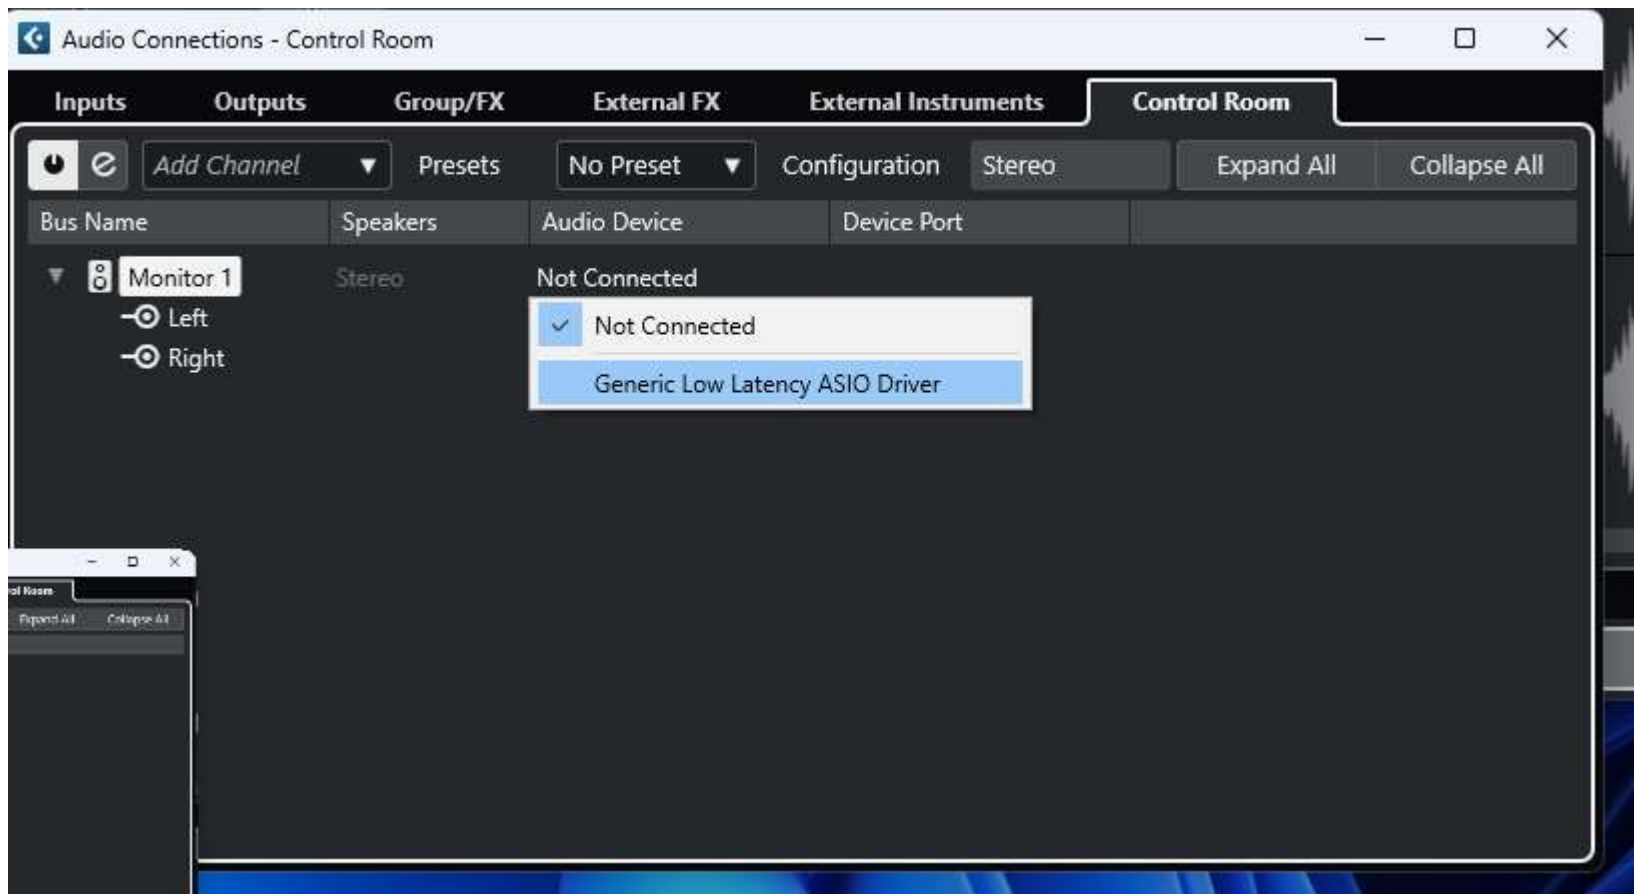 Audio Connections - Control Room
Inputs Outputs Group/FX External FX External Instruments Control Room
Add Channel Presets No Preset Configuration Stereo Expand All Collapse All
Bus Name Speakers Audio Device Device Port
Monitor 1 Stereo Not Connected
Left
Not Connected
Right
Generic Low Latency ASIO Driver
Room
Expand All Collapse All